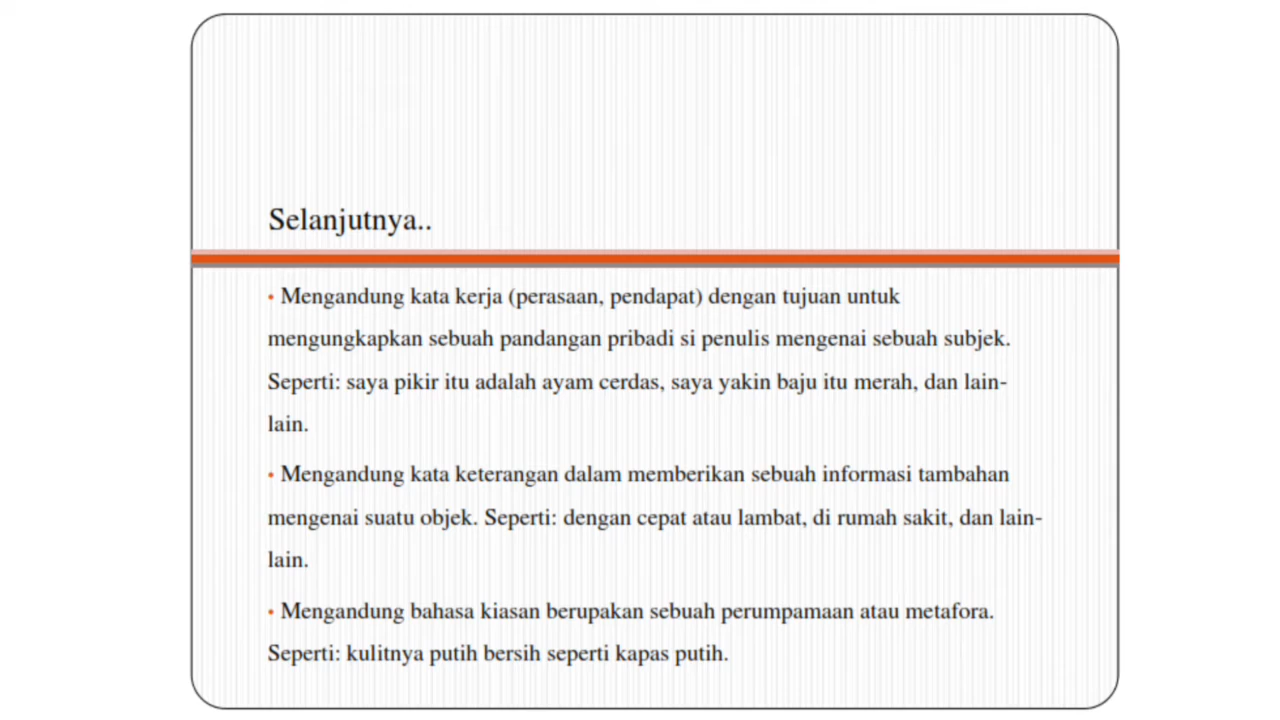 Selanjutnya..
• Mengandung kata kerja (perasaan, pendapat) dengan tujuan untuk
mengungkapkan sebuah pandangan pribadi si penulis mengenai sebuah subjek.
Seperti: saya pikir itu adalah ayam cerdas, saya yakin baju itu merah, dan lain-
lain.
• Mengandung kata keterangan dalam memberikan sebuah informasi tambahan
mengenai suatu objek. Seperti: dengan cepat atau lambat, di rumah sakit, dan lain-
lain.
• Mengandung bahasa kiasan berupakan sebuah perumpamaan atau metafora.
Seperti: kulitnya putih bersih seperti kapas putih.